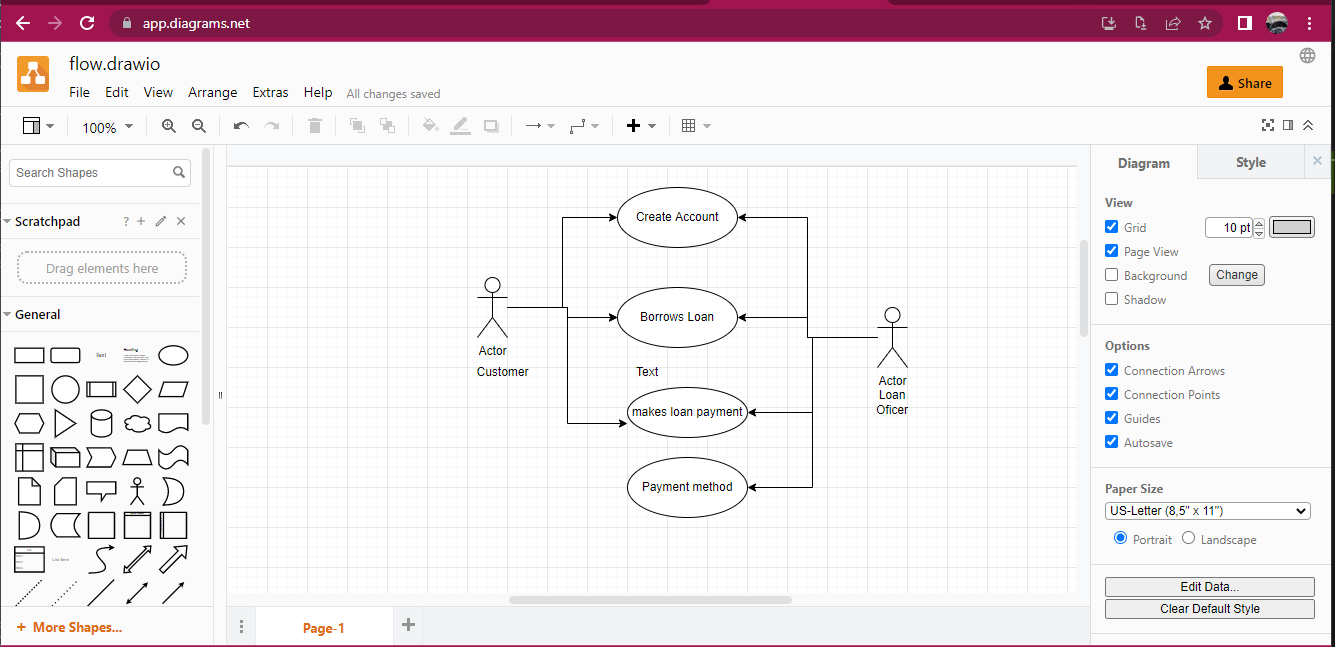 app.diagrams.net
flow.drawio
File Edit View Arrange Extras Help All changes saved
Share
100%
Search Shapes
Scratchpad
?
Drag elements here
General
Text
Heading
List Item
+ More Shapes...
Create Account
Borrows Loan
Actor
Customer
Text
makes loan payment
Payment method
Actor
Loan
Oficer
Page-1
Diagram Style
View
Grid 10 pt
Page View
Background Change
Shadow
Options
Connection Arrows
Connection Points
Guides
Autosave
Paper Size
US-Letter (8,5" x 11")
Portrait Landscape
Edit Data...
Clear Default Style